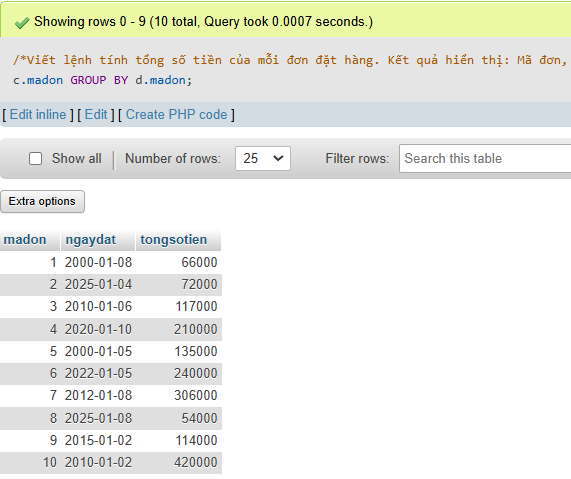 Showing rows 0 - 9 (10 total, Query took 0.0007 seconds.)
/*Viết lệnh tính tổng số tiền của mỗi đơn đặt hàng. Kết quả hiển thị: Mã đơn,
c.madon GROUP BY d.madon;
[ Edit inline ] [ Edit ] [ Create PHP code ]
Show all Number of rows: 25 Filter rows: Search this table
Extra options
madon ngaydat tongsotien
1 2000-01-08 66000
2 2025-01-04 72000
3 2010-01-06 117000
4 2020-01-10 210000
5 2000-01-05 135000
6 2022-01-05 240000
7 2012-01-08 306000
8 2025-01-08 54000
9 2015-01-02 114000
10 2010-01-02 420000